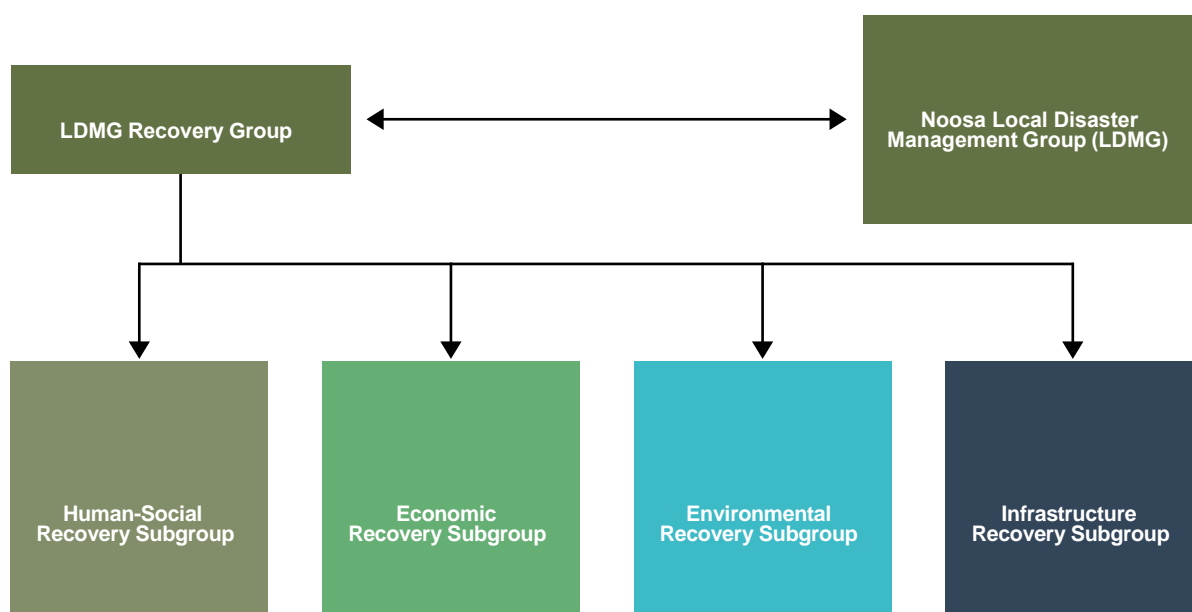 LDMG Recovery Group
Noosa Local Disaster
Management Group (LDMG)
Human-Social
Recovery Subgroup
Economic
Recovery Subgroup
Environmental
Recovery Subgroup
Infrastructure
Recovery Subgroup